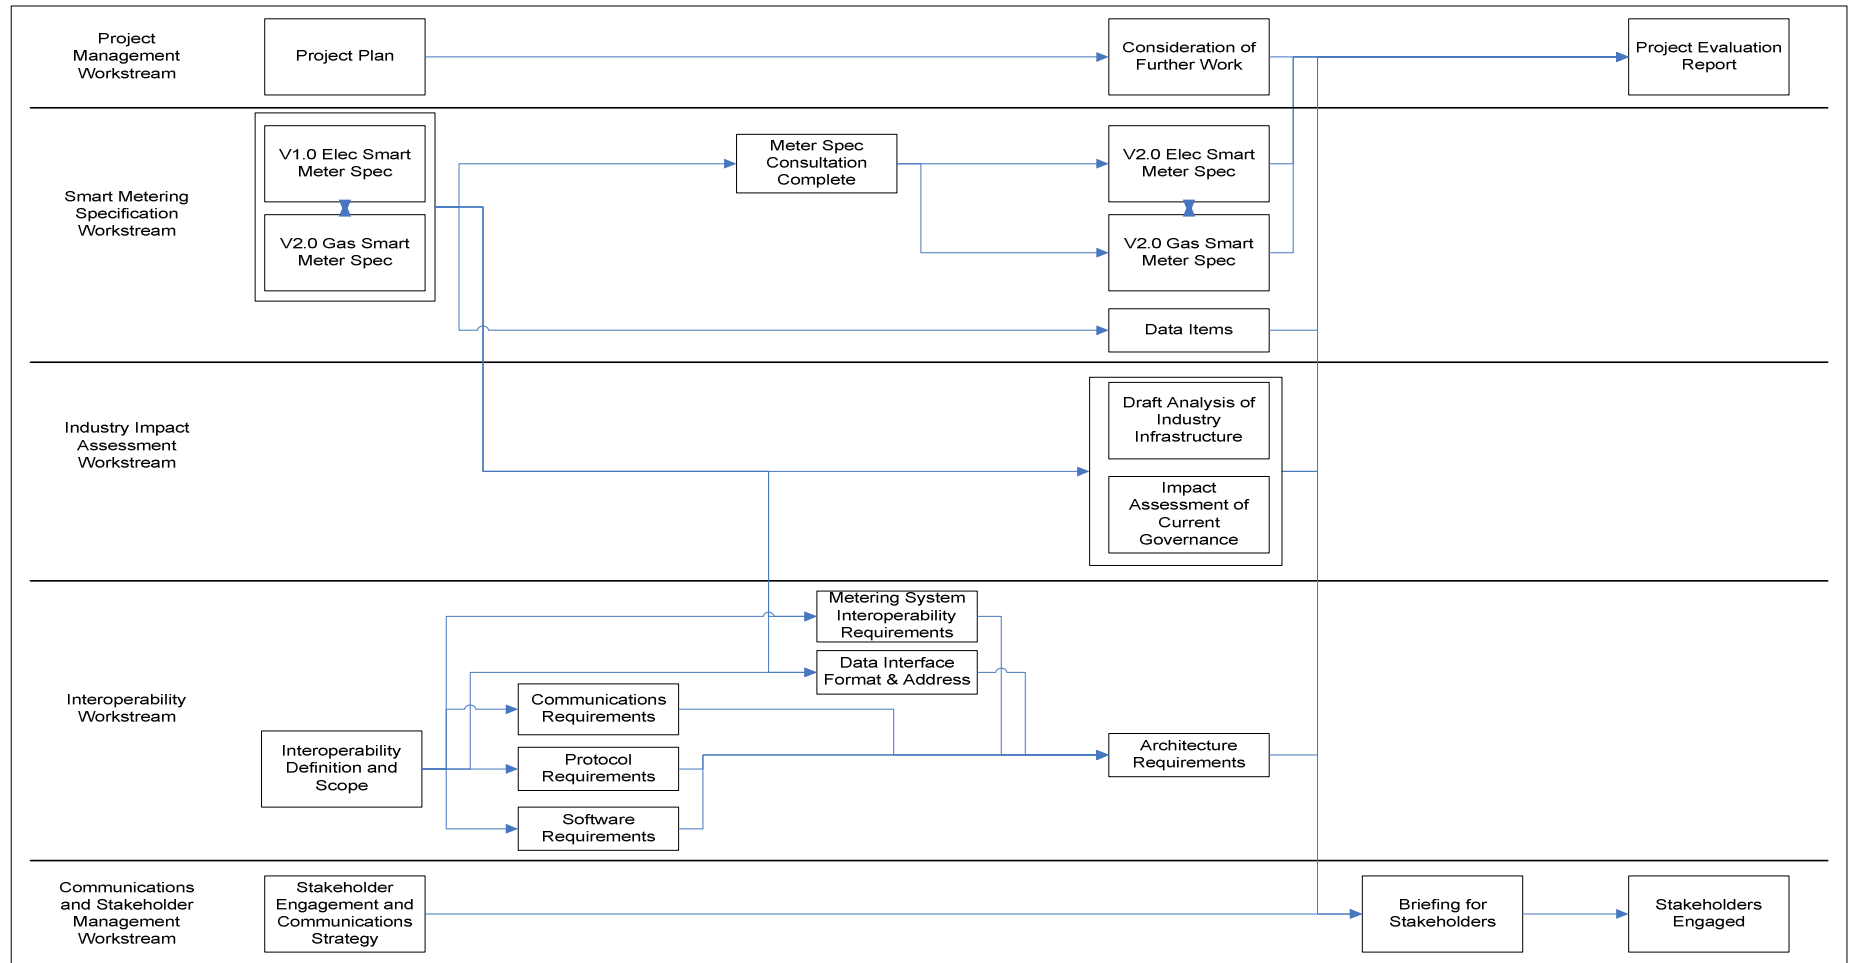 Project
Management
Workstream
Project Plan
Consideration of
Further Work
Project Evaluation
Report
Smart Metering
Specification
Workstream
V1.0 Elec Smart
Meter Spec
V2.0 Gas Smart
Meter Spec
Meter Spec
Consultation
Complete
V2.0 Elec Smart
Meter Spec
V2.0 Gas Smart
Meter Spec
Data Items
Industry Impact
Assessment
Workstream
Draft Analysis of
Industry
Infrastructure
Impact
Assessment of
Current
Governance
Interoperability
Workstream
Interoperability
Definition and
Scope
Communications
Requirements
Protocol
Requirements
Software
Requirements
Metering System
Interoperability
Requirements
Data Interface
Format & Address
Architecture
Requirements
Communications
and Stakeholder
Management
Workstream
Stakeholder
Engagement and
Communications
Strategy
Briefing for
Stakeholders
Stakeholders
Engaged